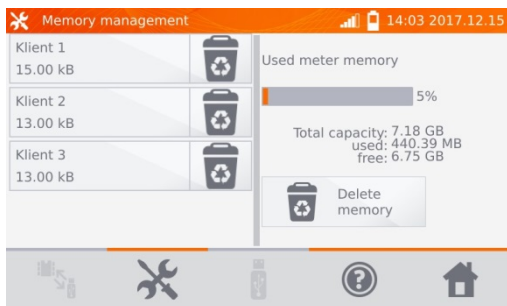 Memory management
14:03 2017.12.15
Klient 1
15.00 kB
Klient 2
13.00 kB
Klient 3
13.00 kB
Used meter memory
5%
Total capacity: 7.18 GB
used: 440.39 MB
free: 6.75 GB
Delete
memory
?